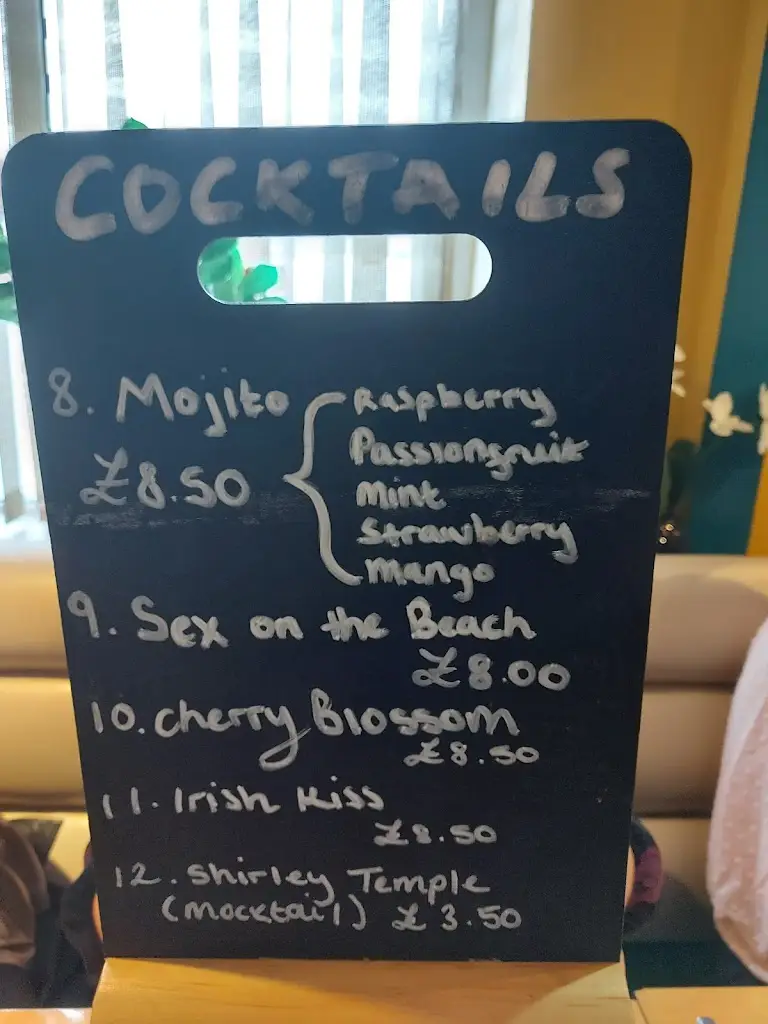 COCKTAILS
8. Mojito
£8.50
Raspberry
Passionfruit
Mint
Strawberry
Mango
9. Sex on the Beach
£8.00
10. Cherry Blossom
£8.50
11. Irish Kiss
£8.50
12. Shirley Temple
(Mocktail) £3.50